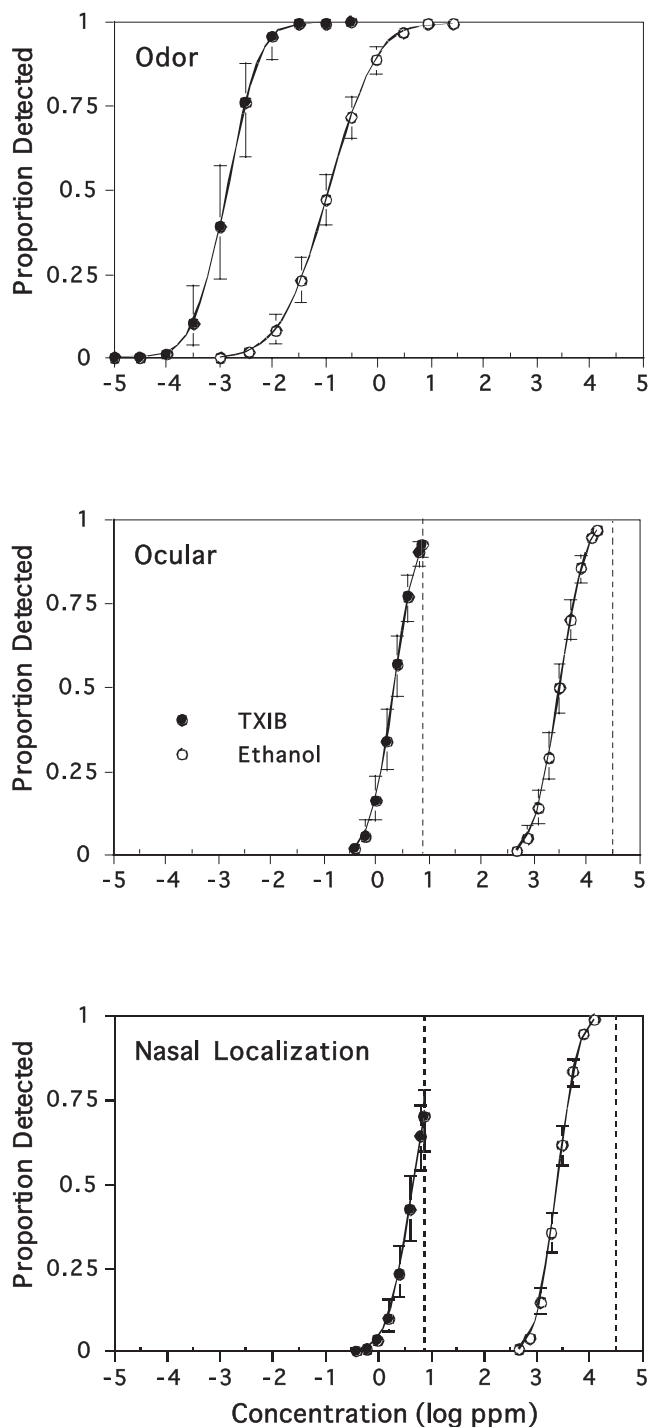 1
Odor
0.75
0.5
0.25
0
Proportion Detected
-5 -4 -3 -2 -1 0 1 2 3 4 5
1
Ocular
0.75
0.5
TXIB
Ethanol
0.25
0
Proportion Detected
-5 -4 -3 -2 -1 0 1 2 3 4 5
1
Nasal Localization
0.75
0.5
0.25
0
Proportion Detected
-5 -4 -3 -2 -1 0 1 2 3 4 5
Concentration (log ppm)